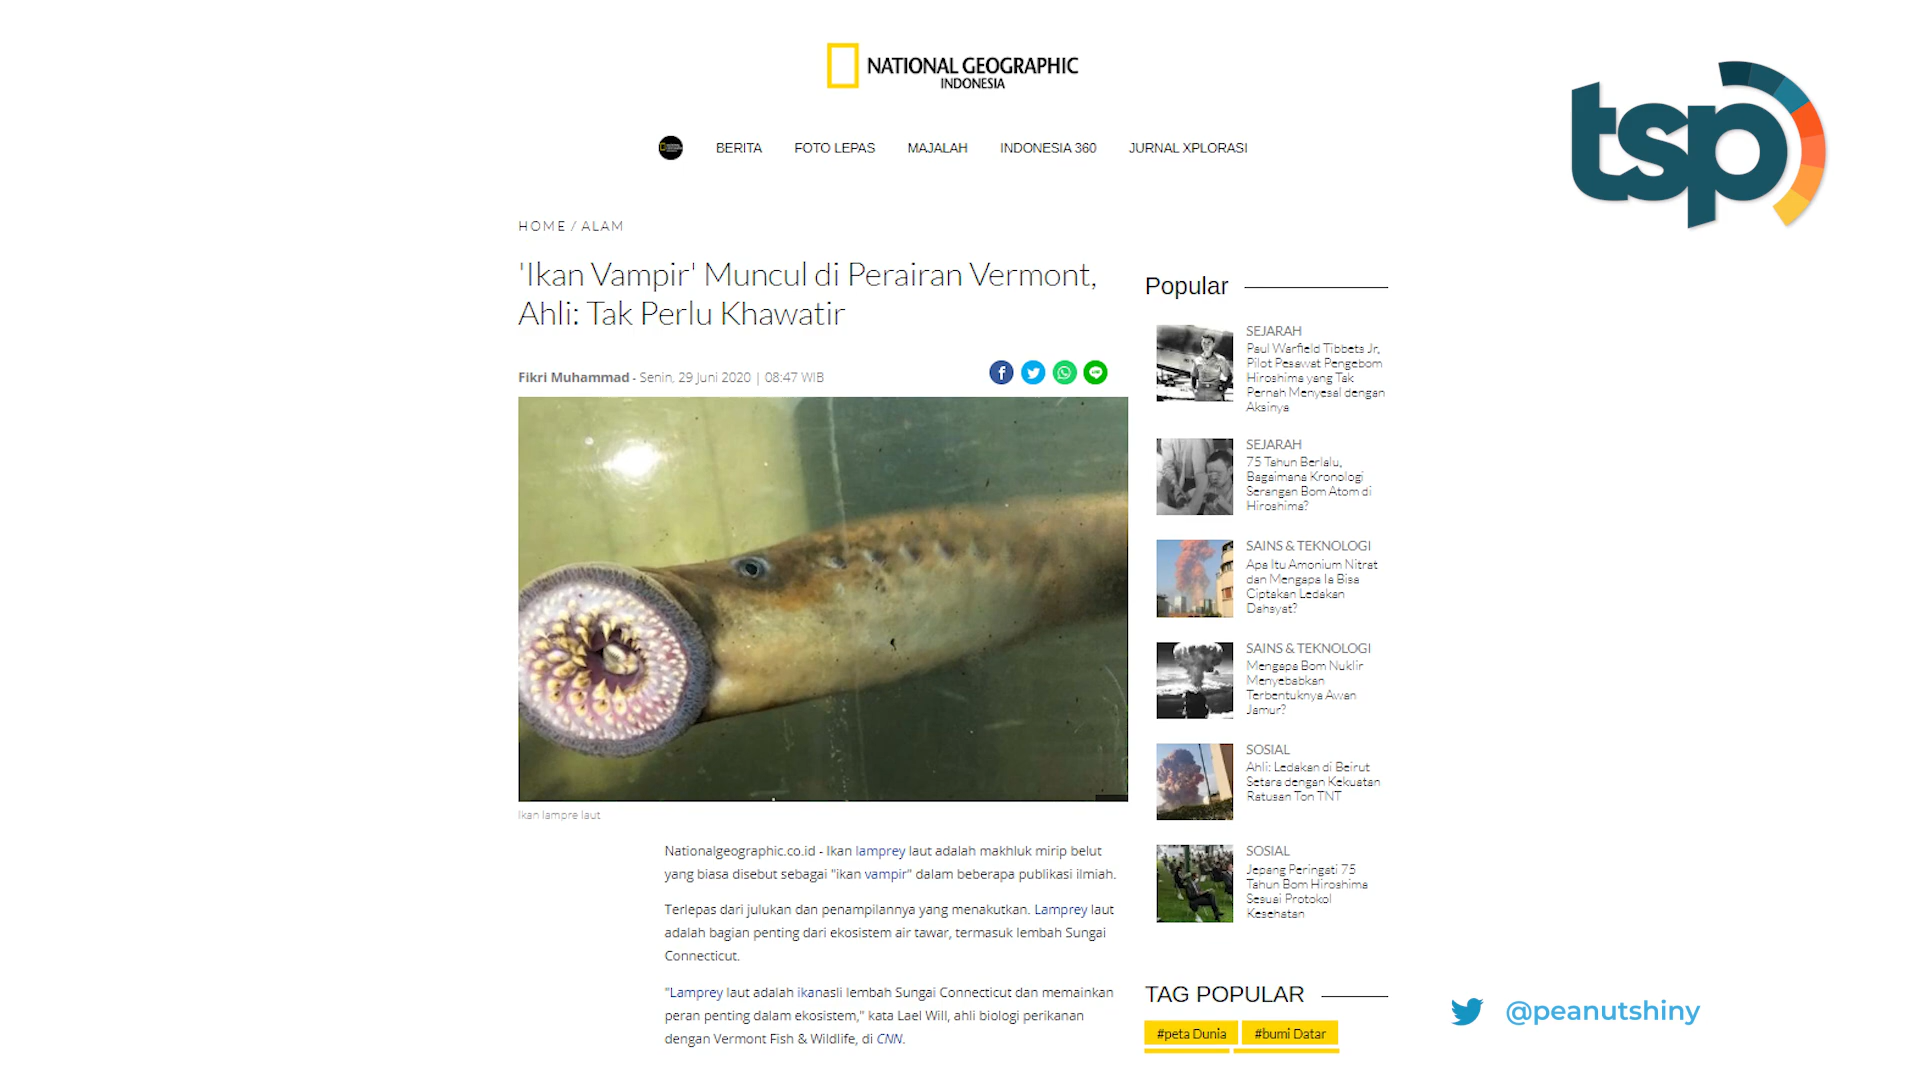 NATIONAL GEOGRAPHIC
INDONESIA
tsp
BERITA FOTO LEPAS MAJALAH INDONESIA 360 JURNAL XPLORASI
HOME / ALAM
'Ikan Vampir' Muncul di Perairan Vermont,
Ahli: Tak Perlu Khawatir
Fikri Muhammad - Senin, 29 Juni 2020 | 08:47 WIB
Ikan lampre laut
Nationalgeographic.co.id - Ikan lamprey laut adalah makhluk mirip belut
yang biasa disebut sebagai "ikan vampir" dalam beberapa publikasi ilmiah.
Terlepas dari julukan dan penampilannya yang menakutkan. Lamprey laut
adalah bagian penting dari ekosistem air tawar, termasuk lembah Sungai
Connecticut.
"Lamprey laut adalah ikanasli lembah Sungai Connecticut dan memainkan
peran penting dalam ekosistem," kata Lael Will, ahli biologi perikanan
dengan Vermont Fish & Wildlife, di CNN.
Popular
SEJARAH
Paul Warfield Tibbets Jr,
Pilot Pesawat Pengebom
Hiroshima yang Tak
Pernah Menyesal dengan
Aksinya
SEJARAH
75 Tahun Berlalu,
Bagaimana Kronologi
Serangan Bom Atom di
Hiroshima?
SAINS & TEKNOLOGI
Apa Itu Amonium Nitrat
dan Mengapa Ia Bisa
Ciptakan Ledakan
Dahsyat?
SAINS & TEKNOLOGI
Mengapa Bom Nuklir
Menyebabkan
Terbentuknya Awan
Jamur?
SOSIAL
Ahli: Ledakan di Beirut
Setara dengan Kekuatan
Ratusan Ton TNT
SOSIAL
Jepang Peringati 75
Tahun Bom Hiroshima
Sesuai Protokol
Kesehatan
TAG POPULAR
#peta Dunia #bumi Datar
@peanutshiny